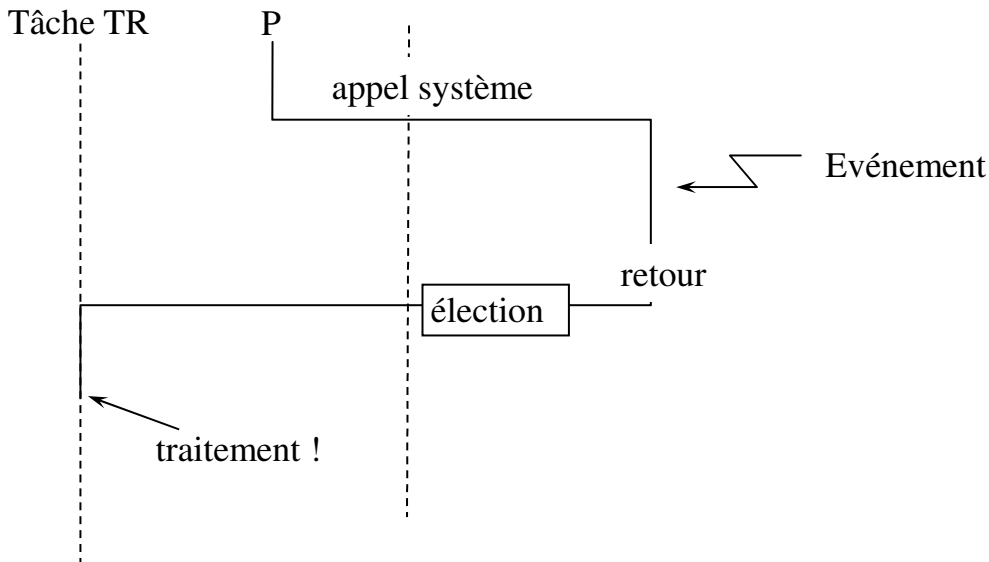 Tâche TR
P
appel système
Evénement
retour
élection
traitement !